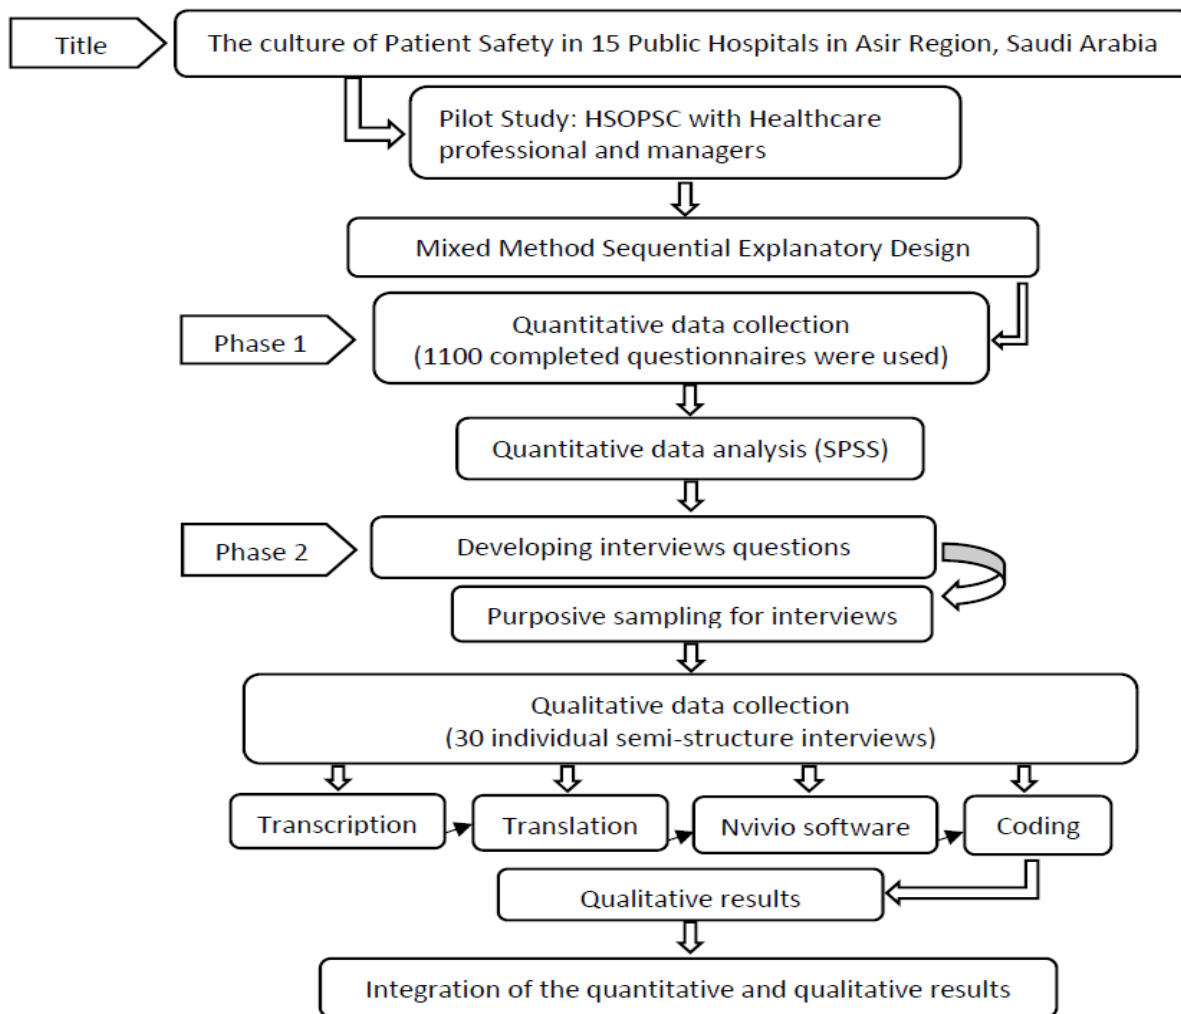 Title
The culture of Patient Safety in 15 Public Hospitals in Asir Region, Saudi Arabia
Pilot Study: HSOPSC with Healthcare
professional and managers
Mixed Method Sequential Explanatory Design
Phase 1
Quantitative data collection
(1100 completed questionnaires were used)
Quantitative data analysis (SPSS)
Phase 2
Developing interviews questions
Purposive sampling for interviews
Qualitative data collection
(30 individual semi-structure interviews)
Transcription
Translation
Nvivio software
Coding
Qualitative results
Integration of the quantitative and qualitative results